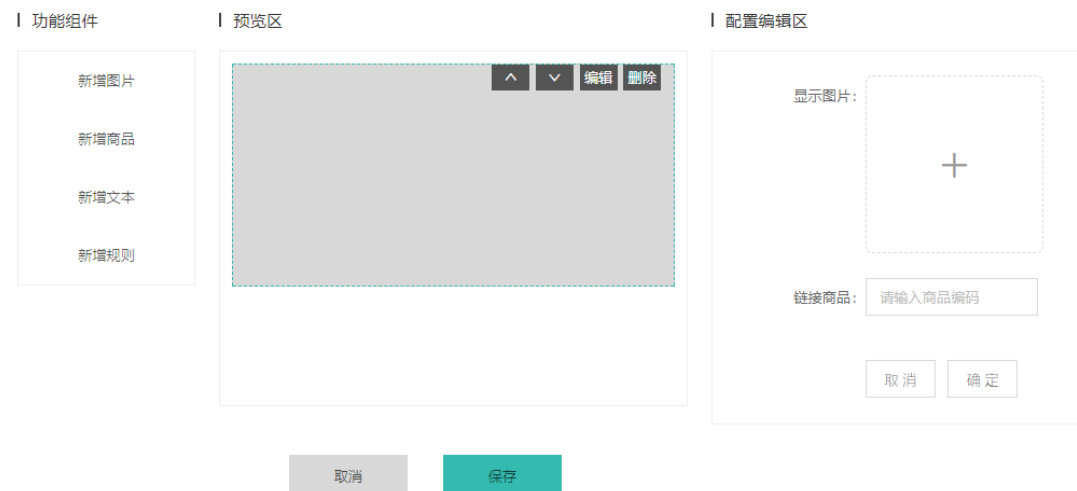 功能组件
新增图片
新增商品
新增文本
新增规则
预览区
编辑 删除
配置编辑区
显示图片：
链接商品： 请输入商品编码
取 消 确 定
取消 保存